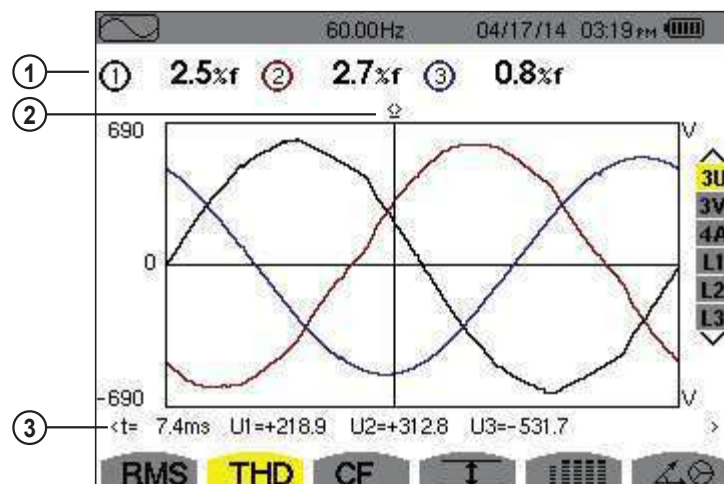 60.00Hz 04/17/14 03:19 PM
1 1 2.5%f 2 2.7%f 3 0.8%f
2
690 V
3U
3V
4A
0 L1
L2
L3
-690 V
3 <t= 7.4ms U1=+218.9 U2=+312.8 U3=-531.7 >
RMS THD CF